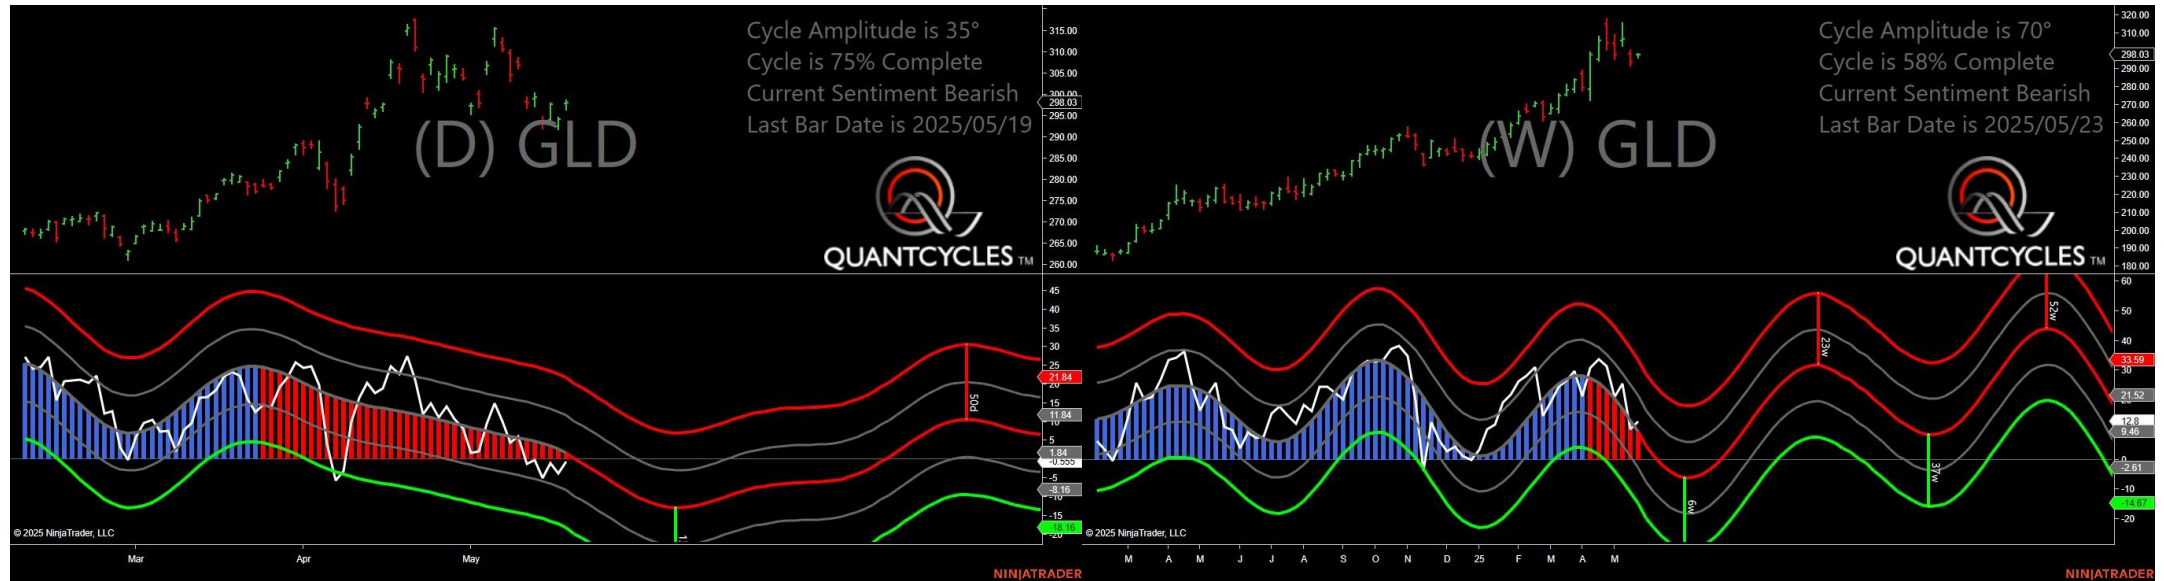 Cycle Amplitude is 35°
Cycle is 75% Complete
Current Sentiment Bearish
Last Bar Date is 2025/05/19
(D) GLD
QUANTCYCLES TM
315.00
310.00
305.00
300.00
298.03
295.00
290.00
285.00
280.00
275.00
270.00
265.00
260.00
45
40
35
30
25
21.84
15
11.84
10
5
1.84
-0.555
-5
-8.16
-10
-15
-18.16
-20
50d
© 2025 NinjaTrader, LLC
Mar
Apr
May
NINJATRADER
Cycle Amplitude is 70°
Cycle is 58% Complete
Current Sentiment Bearish
Last Bar Date is 2025/05/23
(W) GLD
QUANTCYCLES TM
320.00
310.00
298.03
290.00
280.00
270.00
260.00
250.00
240.00
230.00
220.00
210.00
200.00
190.00
180.00
60
50
40
33.59
30
21.52
12.8
9.46
0
-2.61
-10
-14.67
-20
6w
23w
37w
52w
© 2025 NinjaTrader, LLC
M A M J J A S O N D 25 F M A M
NINJATRADER